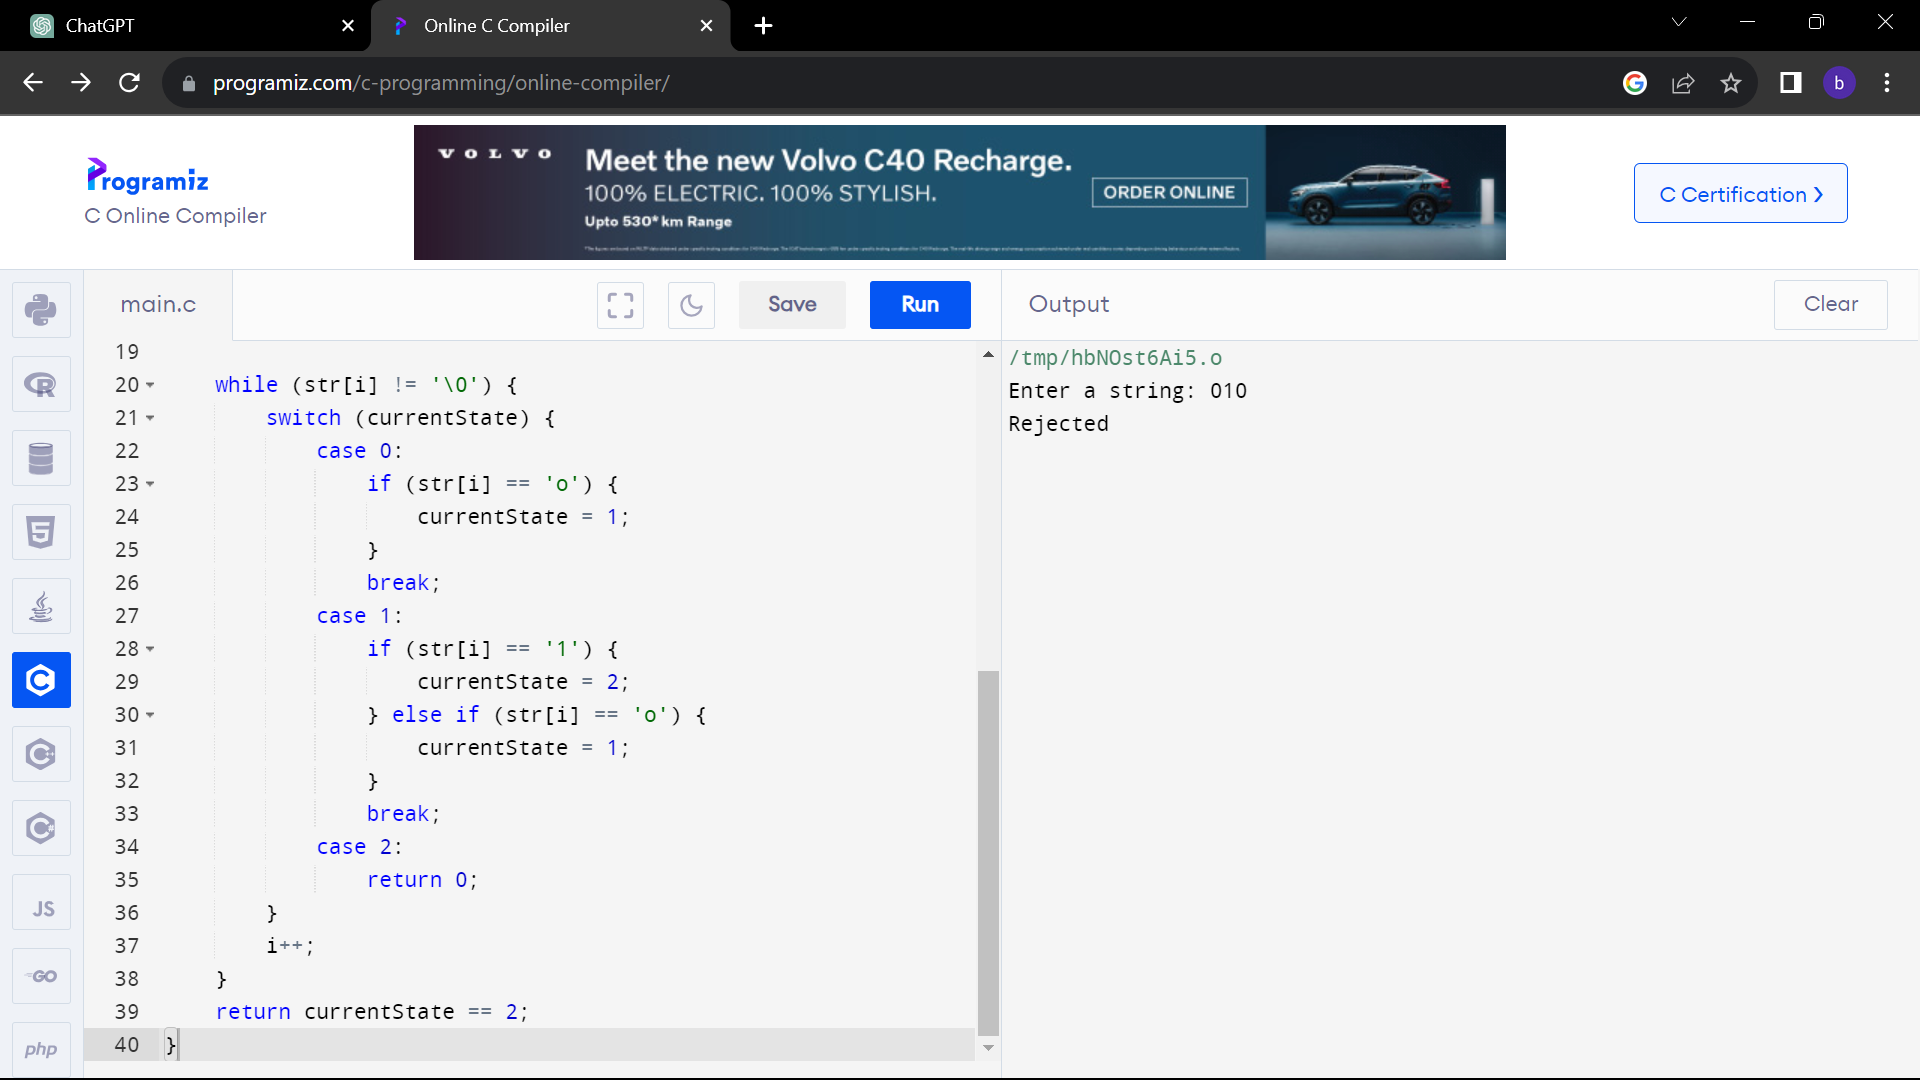 ChatGPT
Online C Compiler
programiz.com/c-programming/online-compiler/
b
Programiz
C Online Compiler
VOLVO
Meet the new Volvo C40 Recharge.
100% ELECTRIC. 100% STYLISH.
Upto 530* km Range
ORDER ONLINE
C Certification >
main.c
Save
Run
Output
Clear
19
20 while (str[i] != '\0') {
21 switch (currentState) {
22 case 0:
23 if (str[i] == 'o') {
24 currentState = 1;
25 }
26 break;
27 case 1:
28 if (str[i] == '1') {
29 currentState = 2;
30 } else if (str[i] == 'o') {
31 currentState = 1;
32 }
33 break;
34 case 2:
35 return 0;
36 }
37 i++;
38 }
39 return currentState == 2;
40 }
/tmp/hbNOst6Ai5.o
Enter a string: 010
Rejected
R
5
C
C
C
JS
GO
php